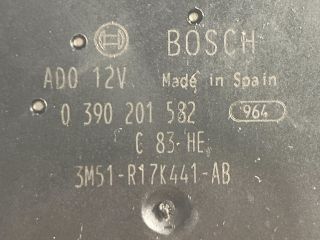 BOSCH
ADO 12V Made in Spain
0 390 201 582 964
C 83-HE
3M51-R17K441-AB